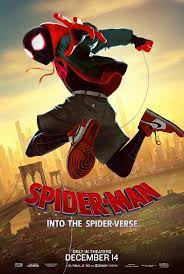 SPIDER-MAN
INTO THE SPIDER-VERSE
ONLY IN THEATERS
DECEMBER 14